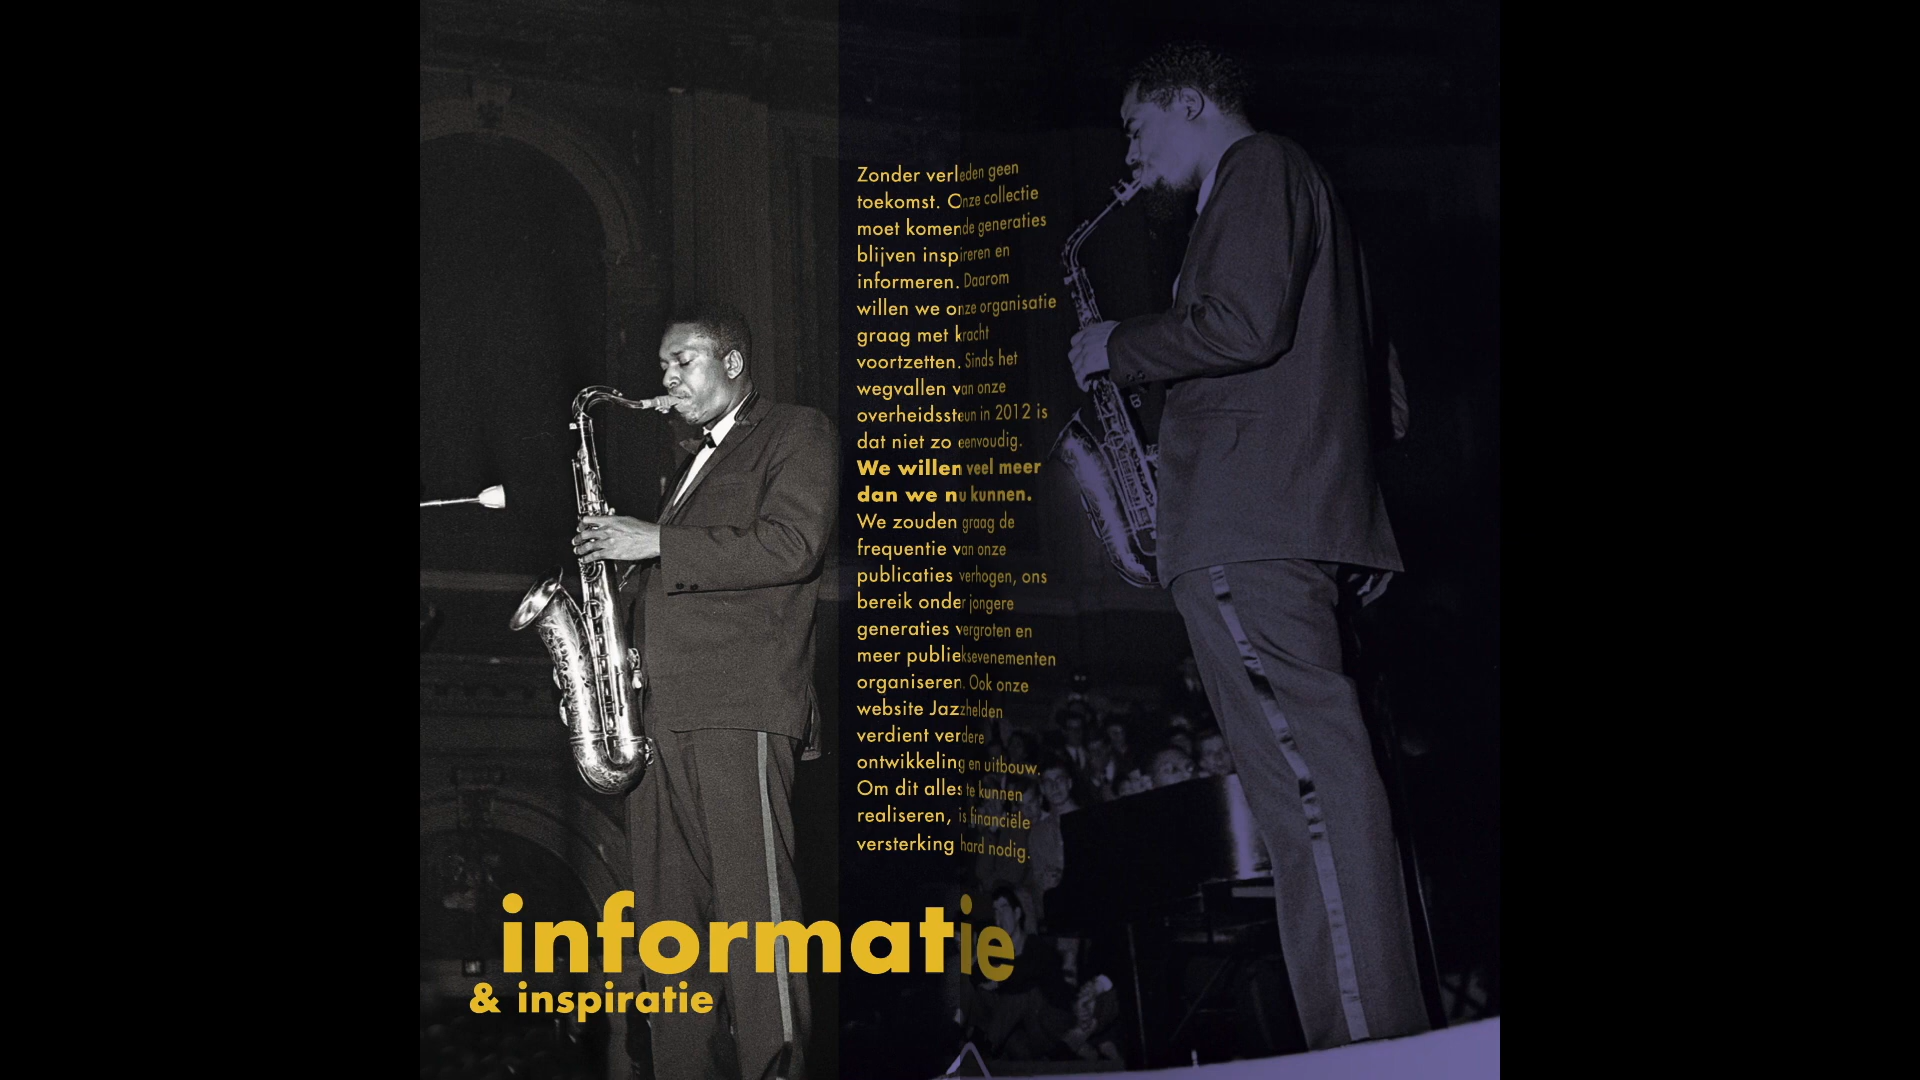 Zonder verleden geen
toekomst. Onze collectie
moet komende generaties
blijven inspireren en
informeren. Daarom
willen we onze organisatie
graag met kracht
voortzetten. Sinds het
wegvallen van onze
overheidssteun in 2012 is
dat niet zo eenvoudig.
We willen veel meer
dan we nu kunnen.
We zouden graag de
frequentie van onze
publicaties verhogen, ons
bereik onder jongere
generaties vergroten en
meer publieksevenementen
organiseren. Ook onze
website Jazzhelden
verdient verdere
ontwikkeling en uitbouw.
Om dit alles te kunnen
realiseren, is financiële
versterking hard nodig.
informatie
& inspiratie